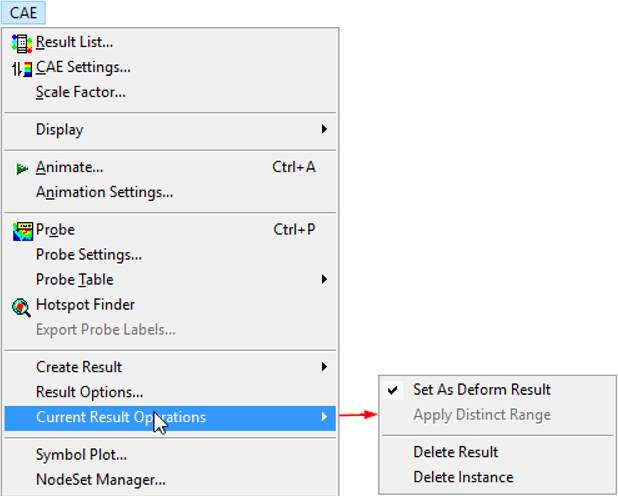 CAE
Result List...
CAE Settings...
Scale Factor...
Display
Animate... Ctrl+A
Animation Settings...
Probe Ctrl+P
Probe Settings...
Probe Table
Hotspot Finder
Export Probe Labels...
Create Result
Result Options...
Current Result Operations
Symbol Plot...
NodeSet Manager...
Set As Deform Result
Apply Distinct Range
Delete Result
Delete Instance